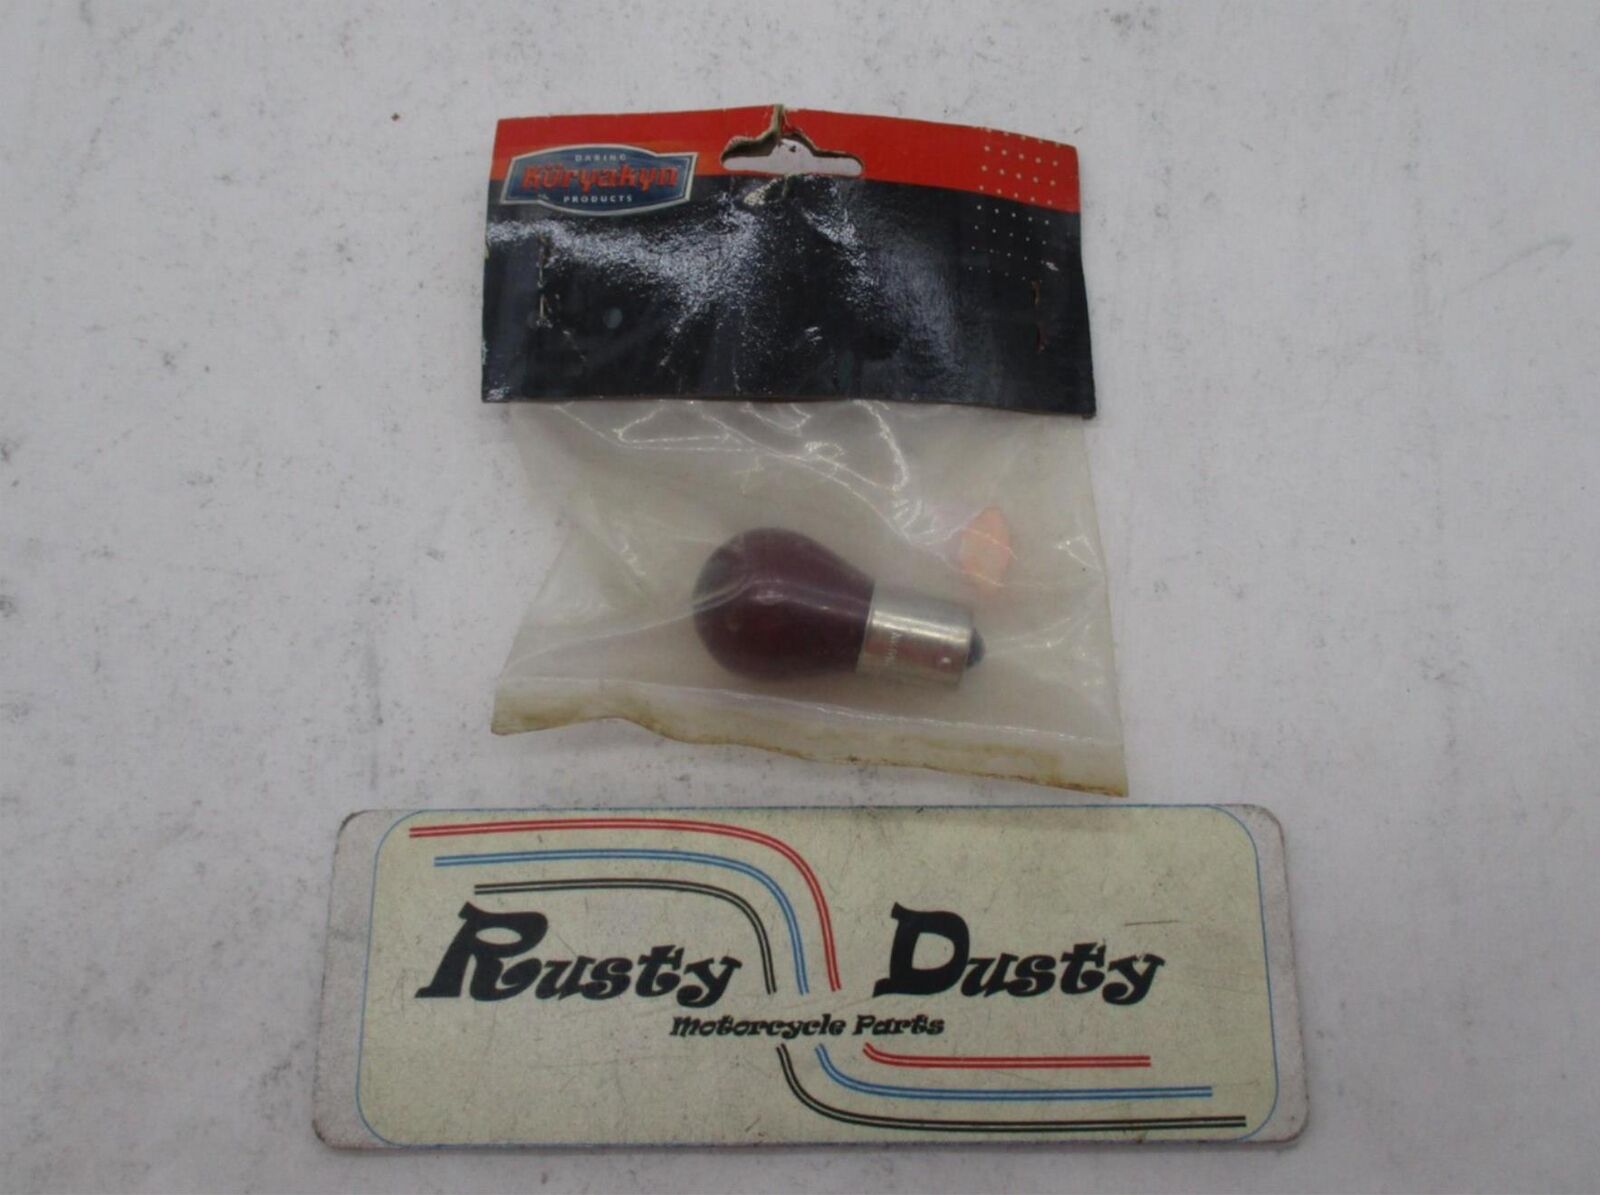 DARING
Küryakyn
PRODUCTS
Rusty Dusty
Motorcycle Parts